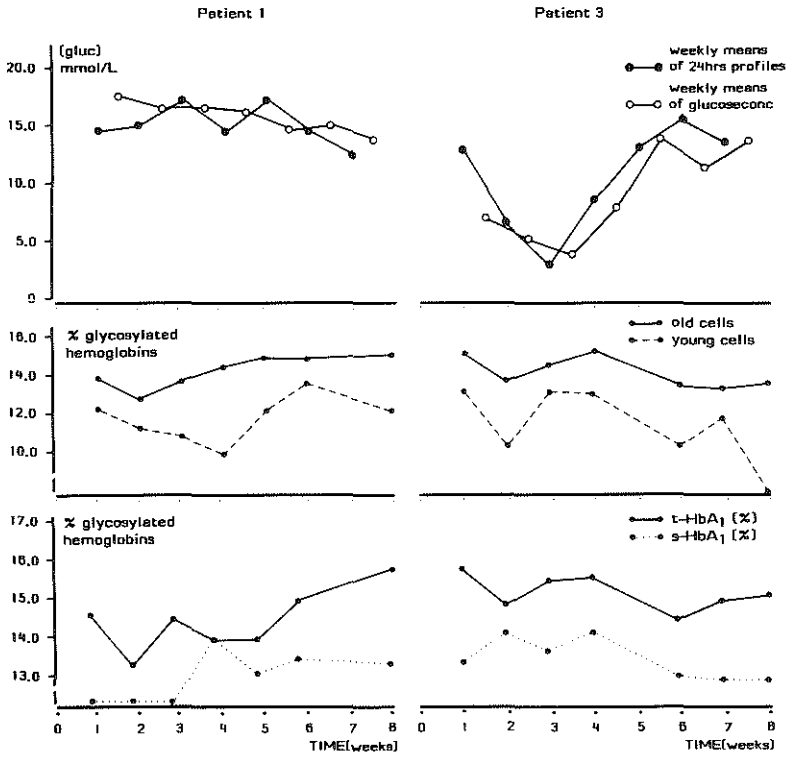 Patient 1
Patient 3
(gluc)
mmol/L
20.0
15.0
10.0
5.0
0
weekly means
of 24hrs profiles
weekly means
of glucoseconc
% glycosylated
hemoglobins
16.0
14.0
12.0
10.0
old cells
young cells
% glycosylated
hemoglobins
17.0
16.0
15.0
14.0
13.0
t-HbA1 (%)
s-HbA1 (%)
0 1 2 3 4 5 6 7 8
TIME(weeks)
0 1 2 3 4 5 6 7 8
TIME(weeks)